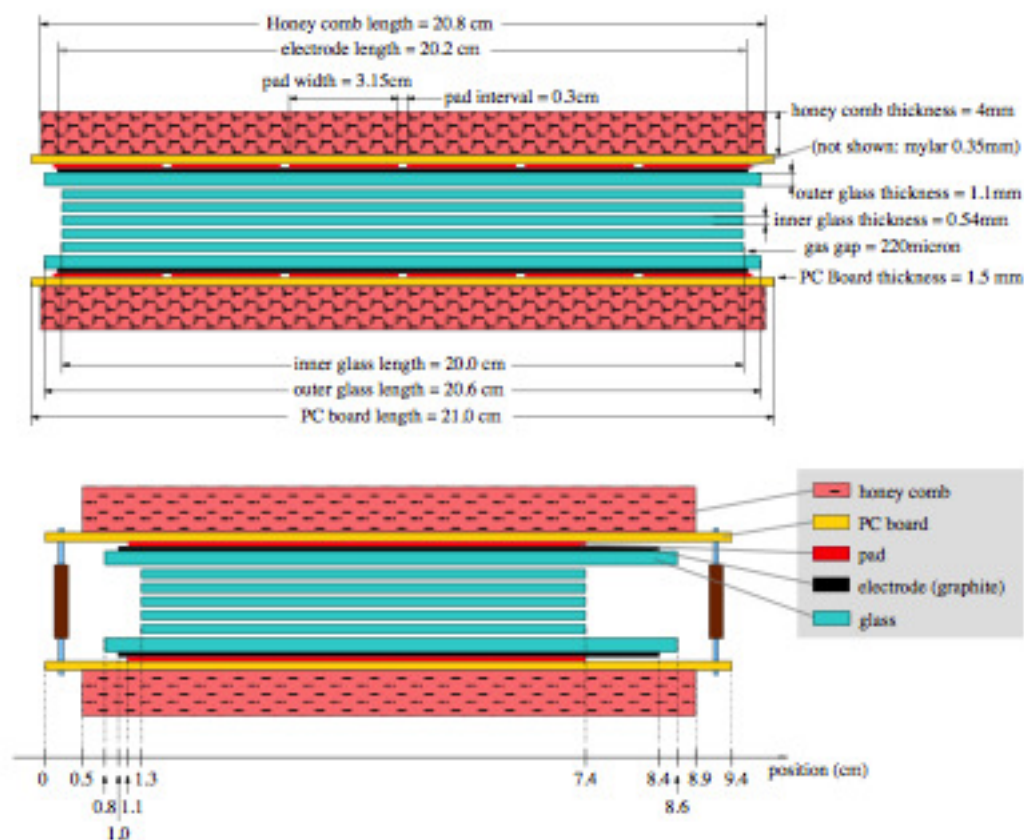 Honey comb length = 20.8 cm
electrode length = 20.2 cm
pad width = 3.15cm
pad interval = 0.3cm
honey comb thickness = 4mm
(not shown: mylar 0.35mm)
outer glass thickness = 1.1mm
inner glass thickness = 0.54mm
gas gap = 220micron
PC Board thickness = 1.5 mm
inner glass length = 20.0 cm
outer glass length = 20.6 cm
PC board length = 21.0 cm
honey comb
PC board
pad
electrode (graphite)
glass
0 0.5 1.3 7.4 8.4 8.9 9.4 position (cm)
0.8 1.1 8.6
1.0